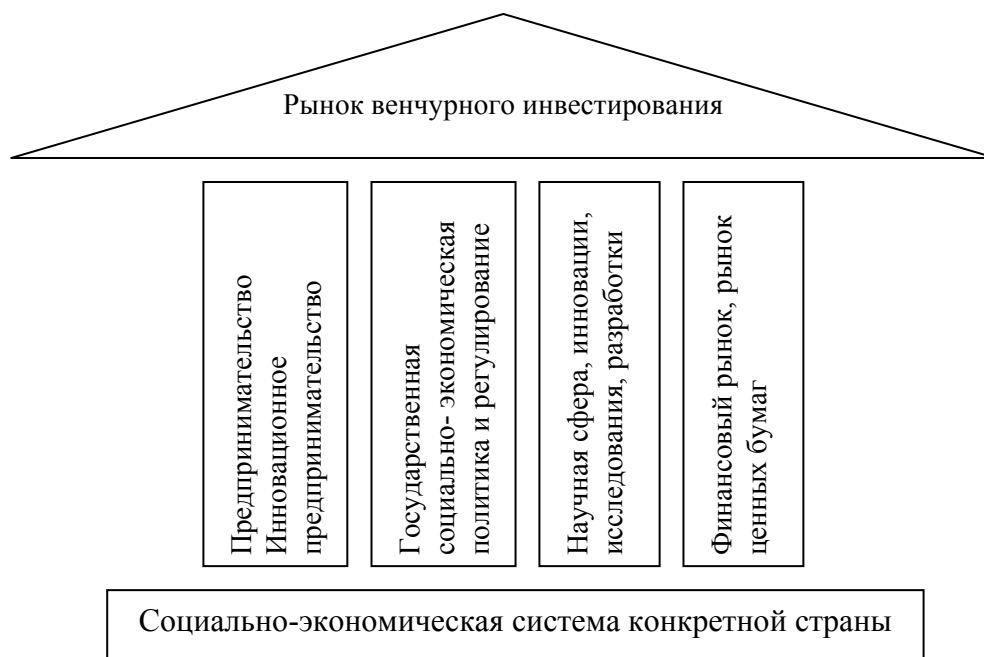 Рынок венчурного инвестирования
Предпринимательство
Инновационное
предпринимательство
Государственная
социально- экономическая
политика и регулирование
Научная сфера, инновации,
исследования, разработки
Финансовый рынок, рынок
ценных бумаг
Социально-экономическая система конкретной страны